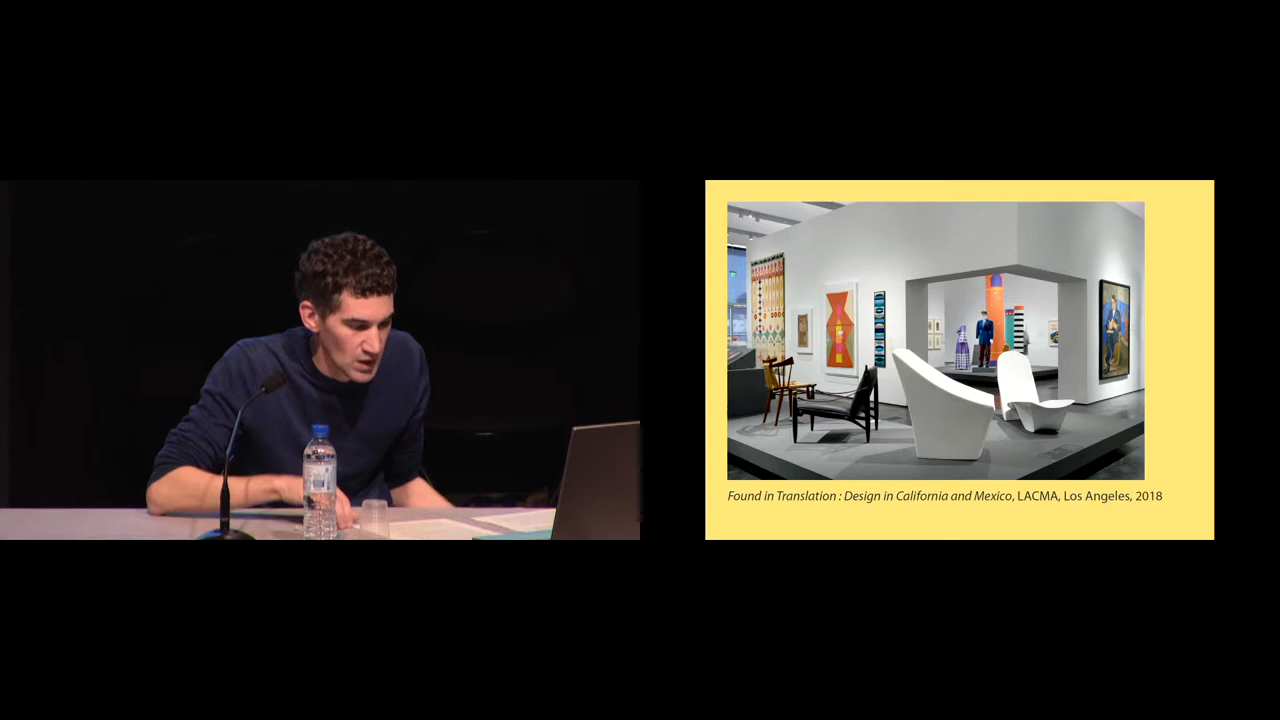 Found in Translation : Design in California and Mexico, LACMA, Los Angeles, 2018